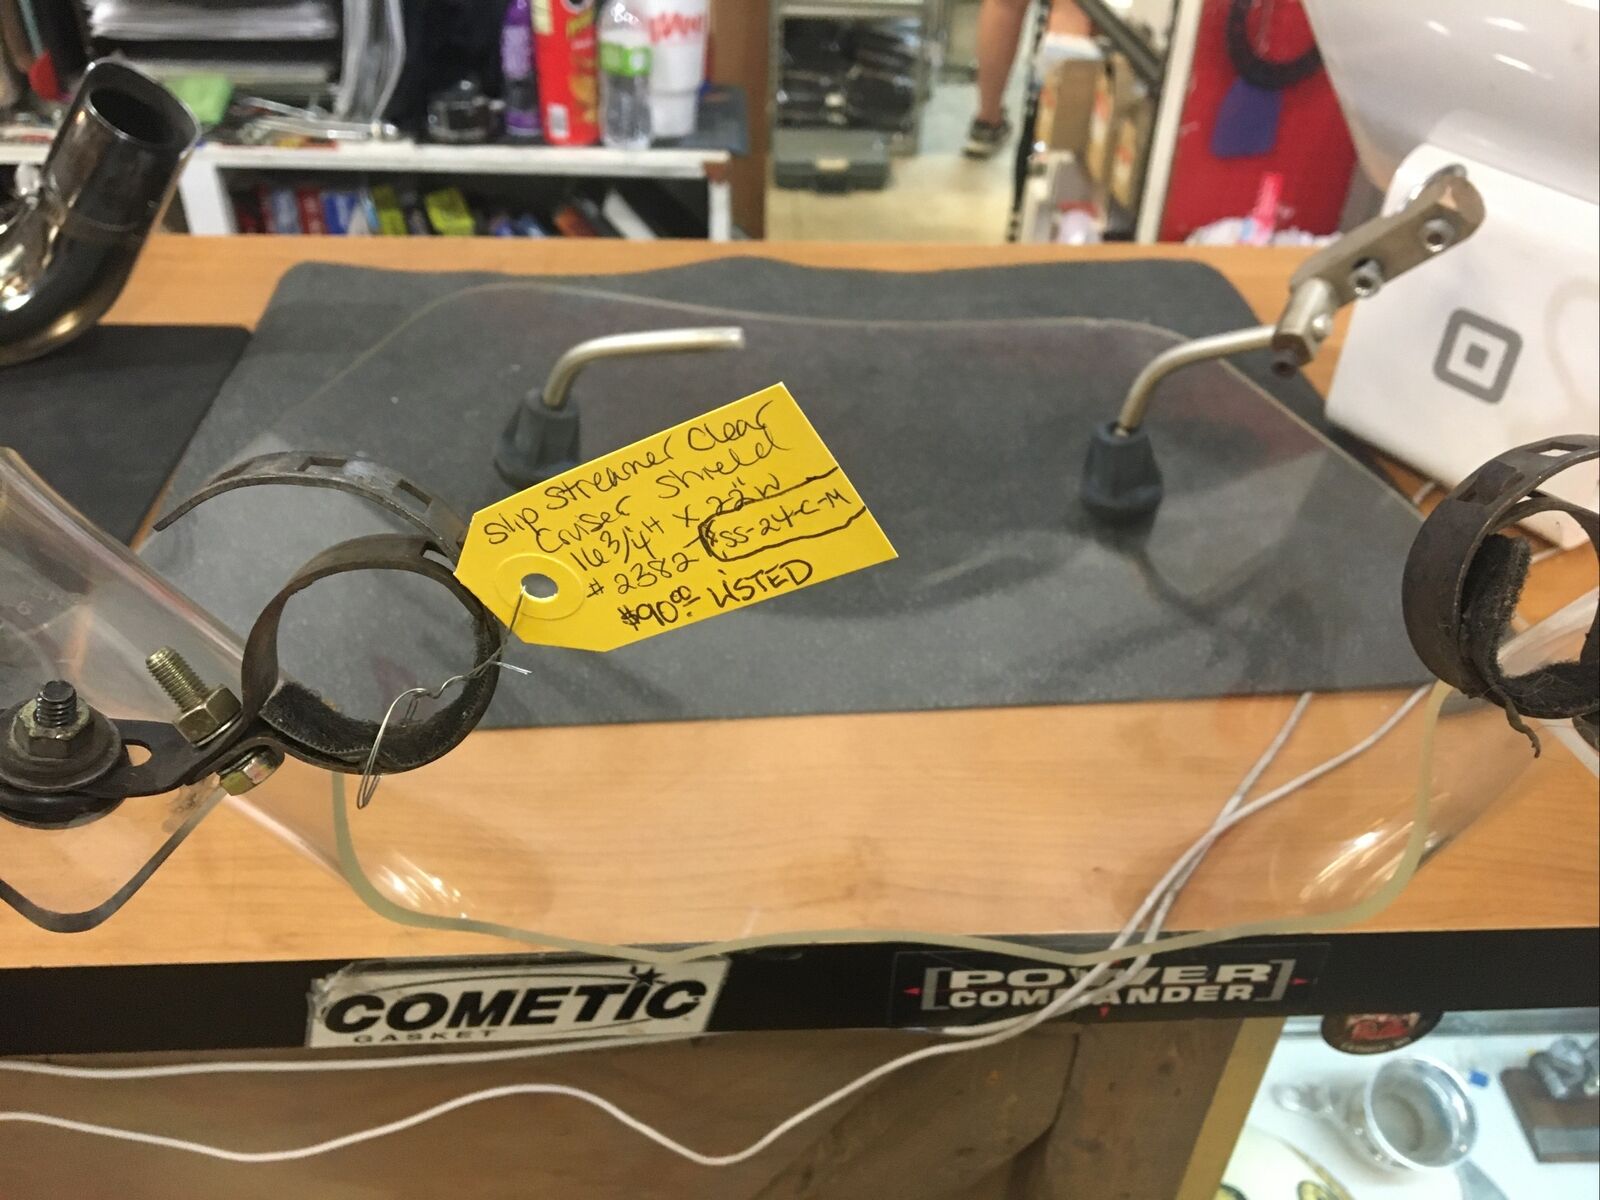 Slip Streamer Clear
Cruiser Shield
16 3/4"H x 22"W
#2382 *SS-24-C-M
$90.00 LISTED
COMETIC
GASKET
[POWER
COMMANDER]